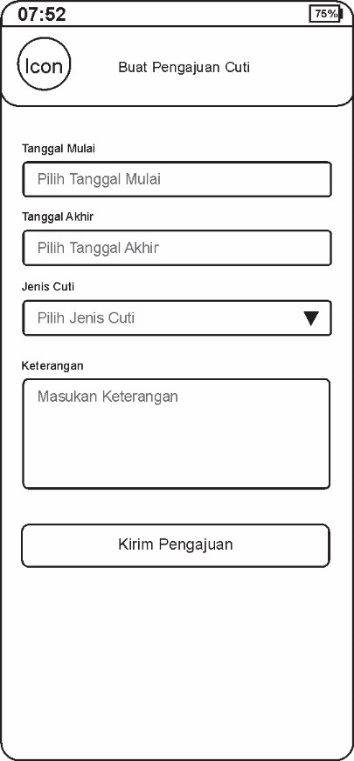 07:52
75%
Icon
Buat Pengajuan Cuti
Tanggal Mulai
Pilih Tanggal Mulai
Tanggal Akhir
Pilih Tanggal Akhir
Jenis Cuti
Pilih Jenis Cuti
Keterangan
Masukan Keterangan
Kirim Pengajuan